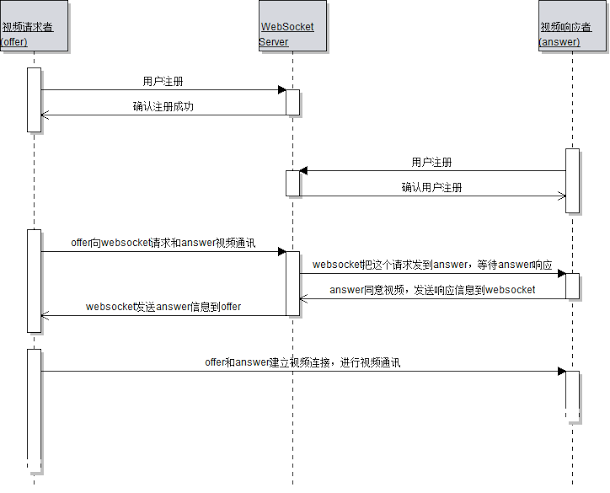 视频请求者
(offer)
WebSocket
Server
视频响应者
(answer)
用户注册
确认注册成功
用户注册
确认用户注册
offer向websocket请求和answer视频通讯
websocket把这个请求发到answer，等待answer响应
answer同意视频，发送响应信息到websocket
websocket发送answer信息到offer
offer和answer建立视频连接，进行视频通讯